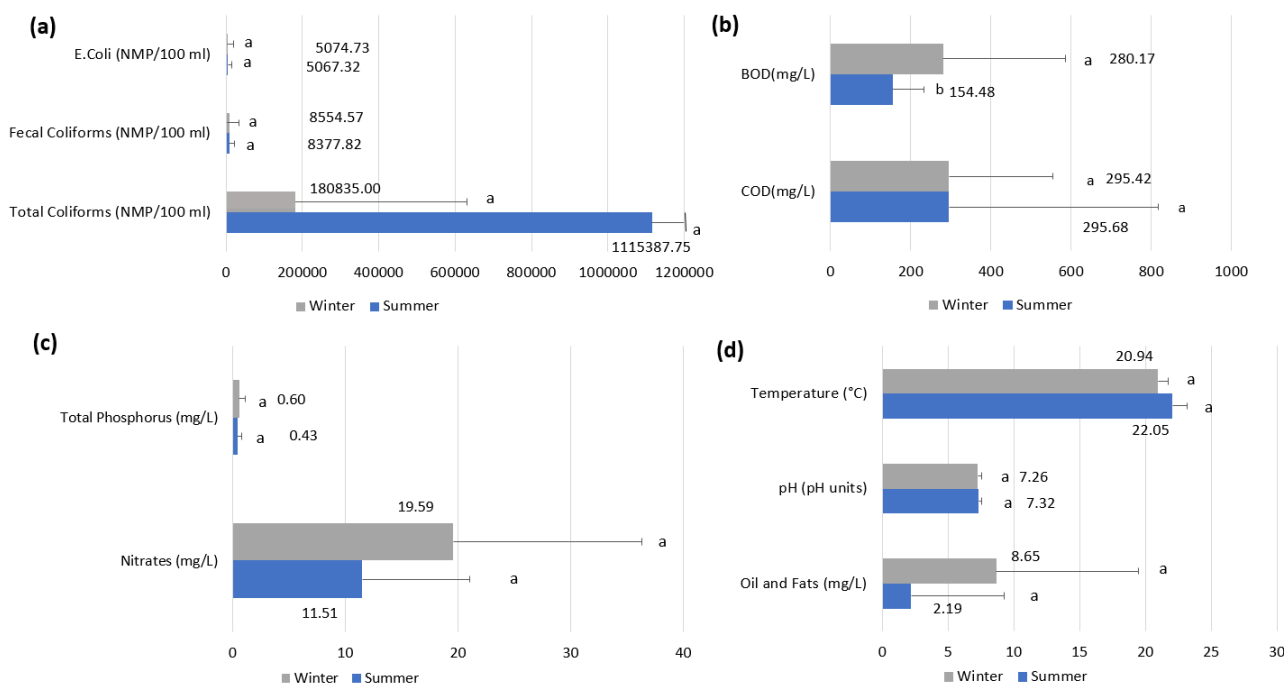 (a)
E.Coli (NMP/100 ml)
a
5074.73
a
5067.32
Fecal Coliforms (NMP/100 ml)
a
8554.57
a
8377.82
Total Coliforms (NMP/100 ml)
180835.00
a
a
1115387.75
0 200000 400000 600000 800000 1000000 1200000
Winter Summer
(b)
BOD(mg/L)
a 280.17
b 154.48
COD(mg/L)
a 295.42
a
295.68
0 200 400 600 800 1000
Winter Summer
(c)
Total Phosphorus (mg/L)
a 0.60
a 0.43
Nitrates (mg/L)
19.59
a
a
11.51
0 10 20 30 40
Winter Summer
(d)
Temperature (°C)
20.94
a
a
22.05
pH (pH units)
a 7.26
a 7.32
Oil and Fats (mg/L)
8.65
a
2.19
a
0 5 10 15 20 25 30
Winter Summer